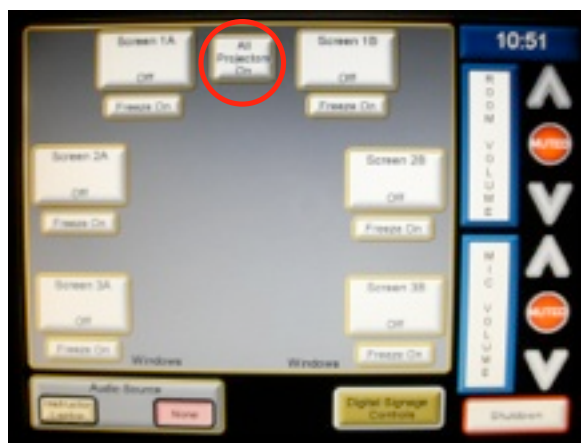 Screen 1A
Off
Freeze On
All
Projectors
On
Screen 1B
Off
Freeze On
10:51
ROOM VOLUME
MUTED
Screen 2A
Off
Freeze On
Screen 2B
Off
Freeze On
MIC VOLUME
MUTED
Screen 3A
Off
Freeze On
Screen 3B
Off
Freeze On
Windows
Windows
Audio Source
Instructor
None
Digital Signage
Controls
Shutdown